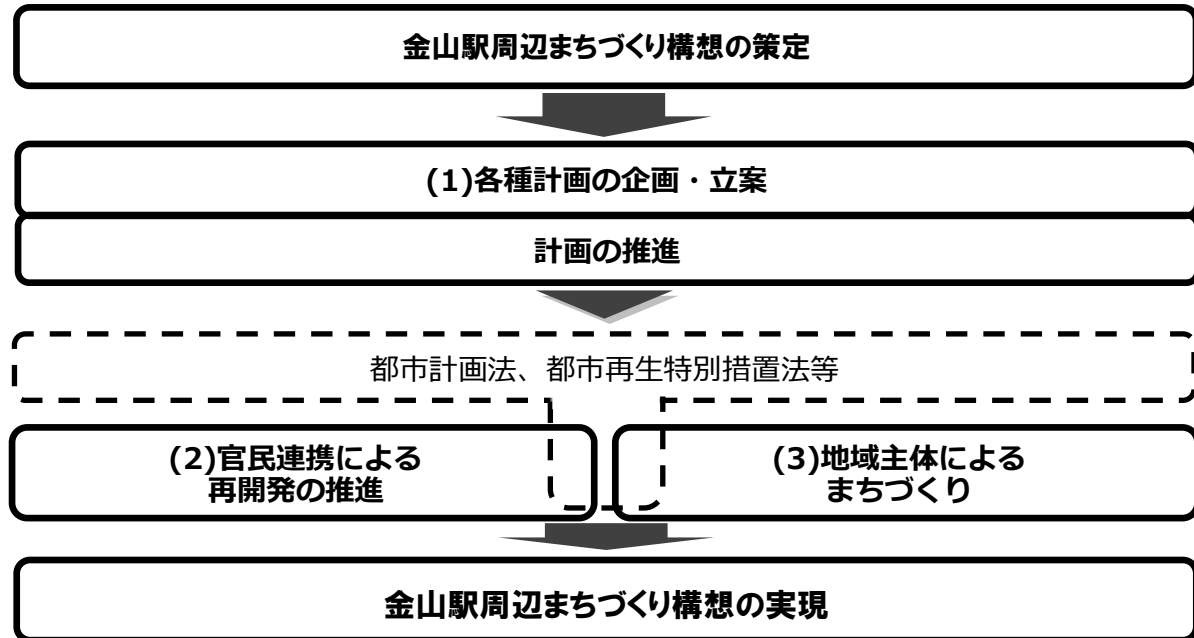 金山駅周辺まちづくり構想の策定
(1)各種計画の企画・立案
計画の推進
都市計画法、都市再生特別措置法等
(2)官民連携による
再開発の推進
(3)地域主体による
まちづくり
金山駅周辺まちづくり構想の実現